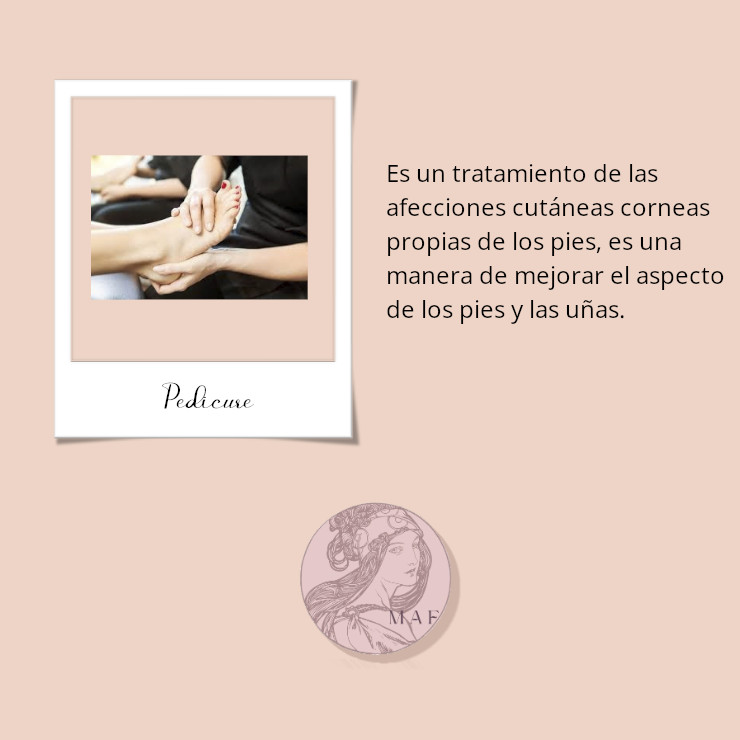 Es un tratamiento de las
afecciones cutáneas corneas
propias de los pies, es una
manera de mejorar el aspecto
de los pies y las uñas.
Pedicure
MAE